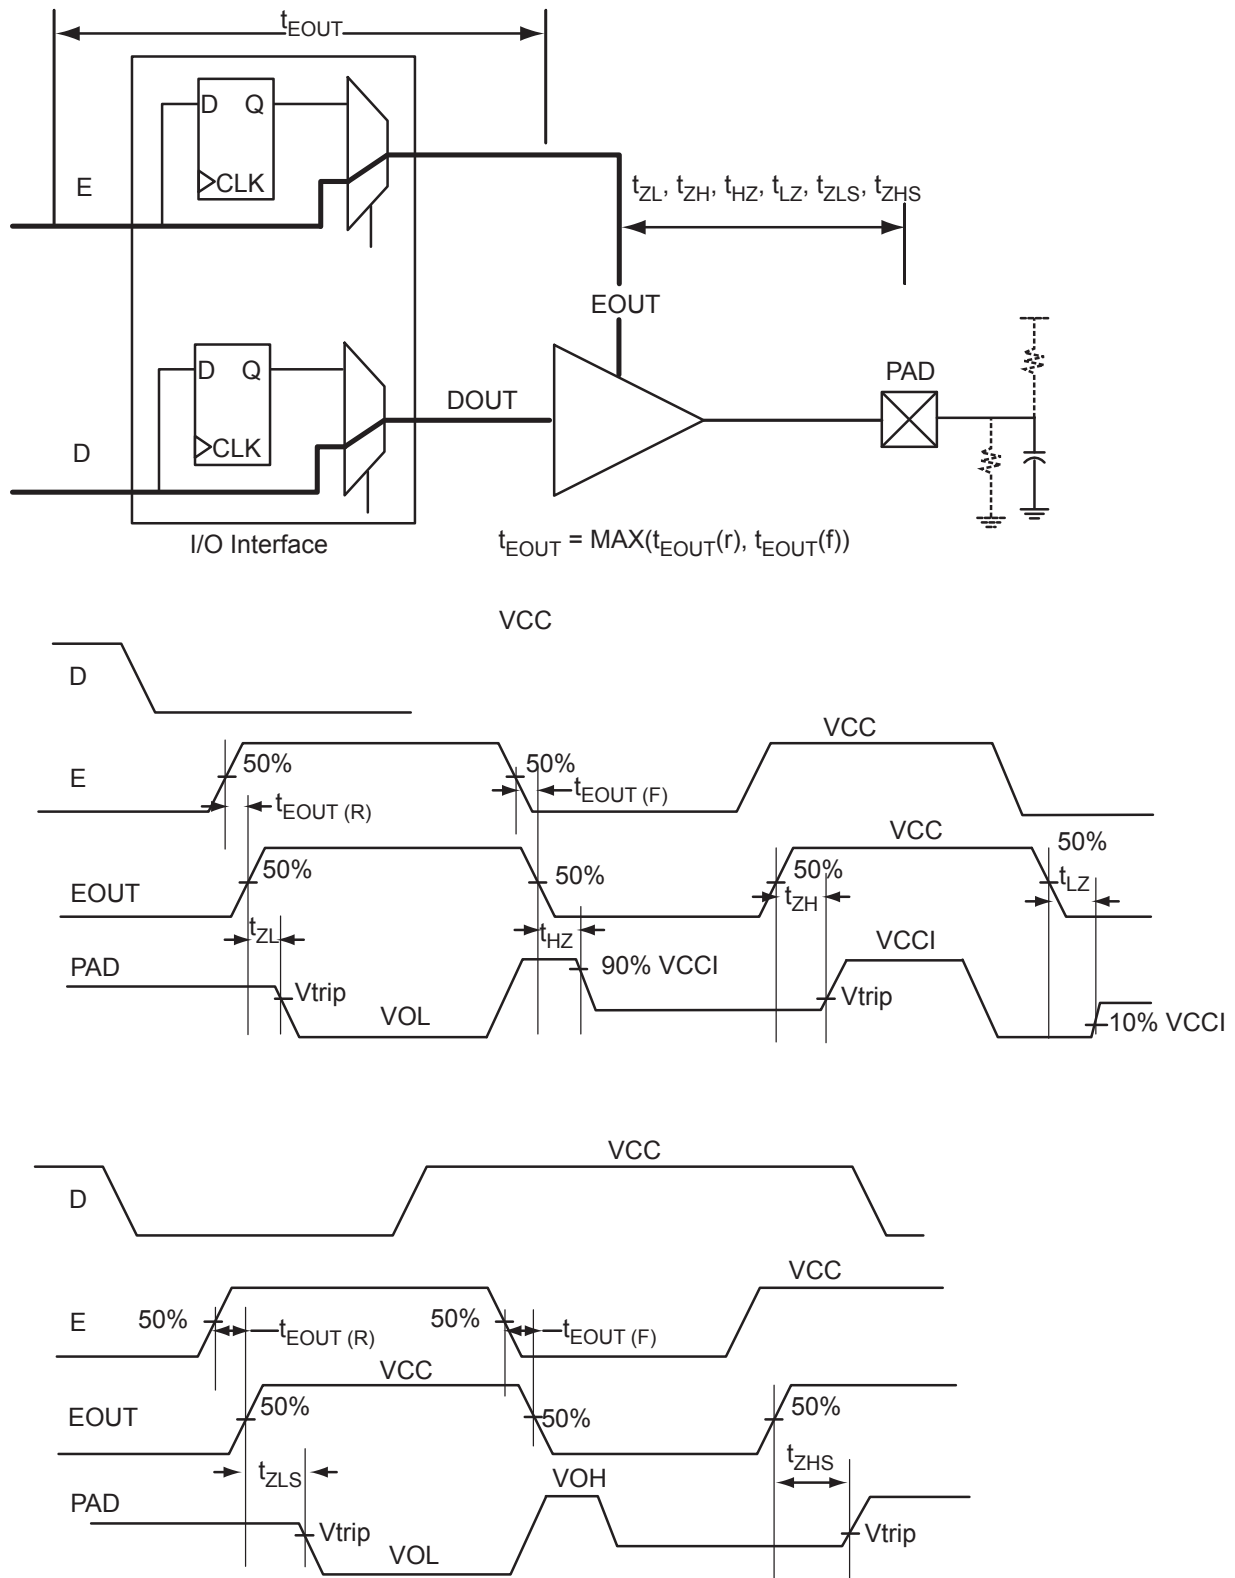 tEOUT
D Q
CLK
E
tZL, tZH, tHZ, tLZ, tZLS, tZHS
EOUT
D Q
CLK
D
DOUT
PAD
I/O Interface
tEOUT = MAX(tEOUT(r), tEOUT(f))
VCC
D
VCC
E
50%
50%
tEOUT (R)
tEOUT (F)
VCC
50%
EOUT
50%
50%
50%
tZL
tHZ
tZH
tLZ
PAD
90% VCCI
VCCI
Vtrip
VOL
Vtrip
10% VCCI
VCC
D
VCC
E
50%
tEOUT (R)
50%
tEOUT (F)
VCC
EOUT
50%
50%
50%
tZLS
VOH
tZHS
PAD
Vtrip
VOL
Vtrip